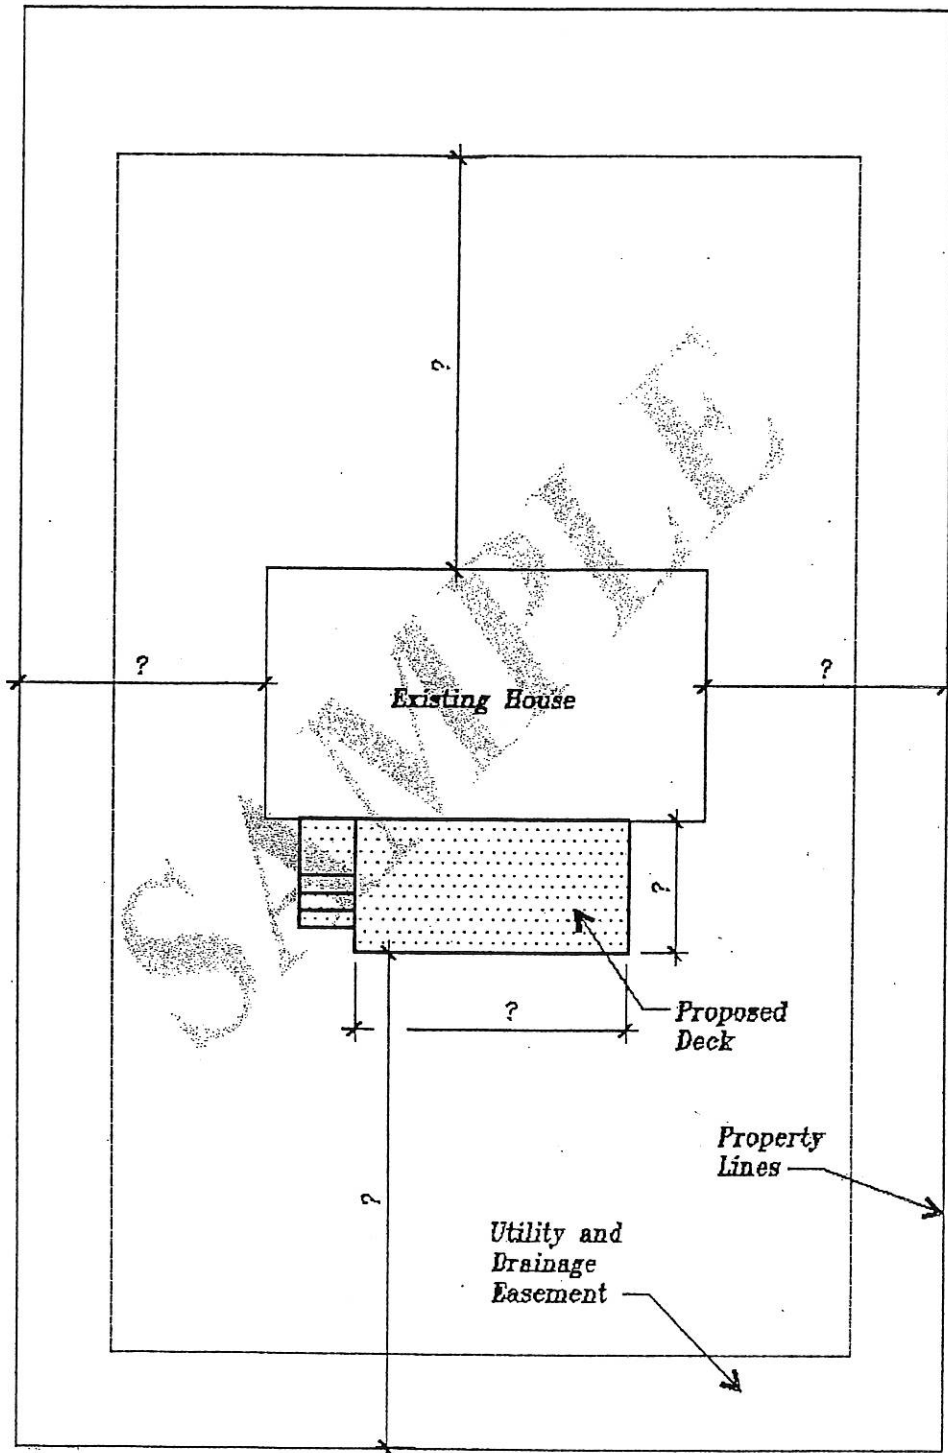 ?
?
?
Existing House
?
?
Proposed
Deck
Property
Lines
?
Utility and
Drainage
Easement
SAMPLE